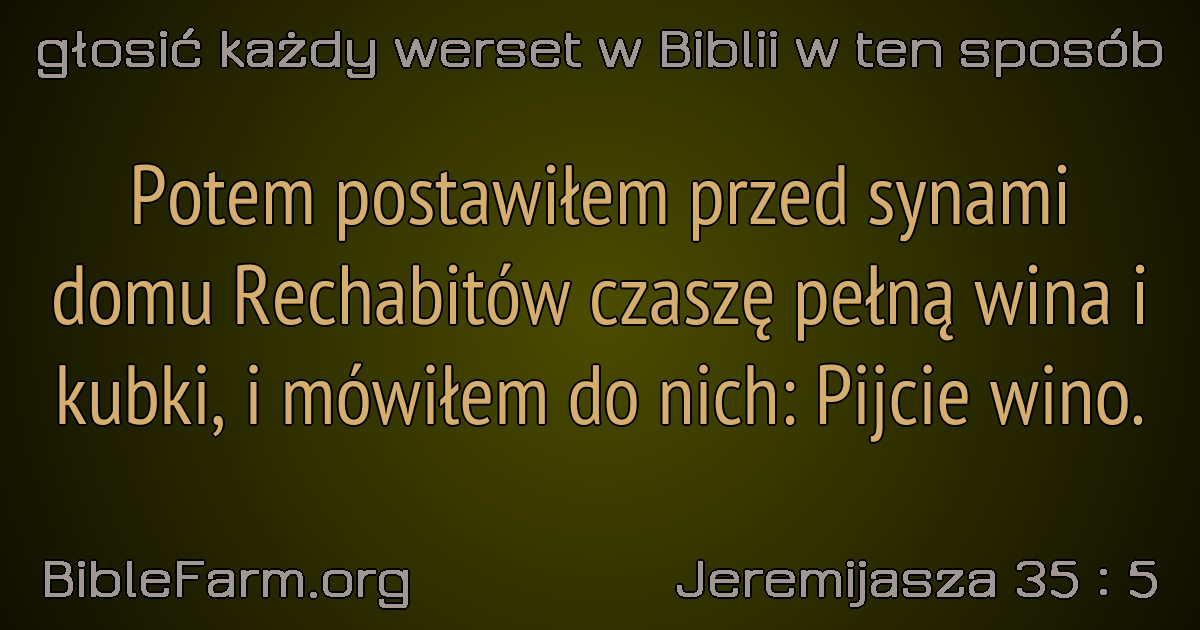 głosić każdy werset w Biblii w ten sposób
Potem postawiłem przed synami
domu Rechabitów czaszę pełną wina i
kubki, i mówiłem do nich: Pijcie wino.
BibleFarm.org
Jeremijasza 35 : 5